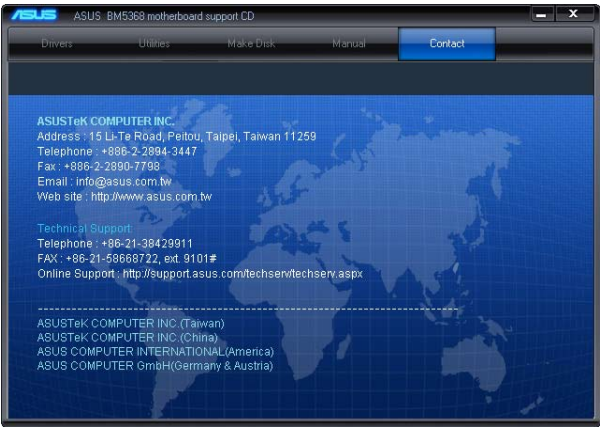 ASUS ASUS BM5368 motherboard support CD
Drivers Utilities Make Disk Manual Contact
ASUSTeK COMPUTER INC.
Address : 15 Li-Te Road, Peitou, Taipei, Taiwan 11259
Telephone : +886-2-2894-3447
Fax : +886-2-2890-7798
Email : info@asus.com.tw
Web site : http://www.asus.com.tw
Technical Support
Telephone : +86-21-38429911
FAX : +86-21-58668722, ext. 9101#
Online Support : http://support.asus.com/techserv/techserv.aspx
ASUSTeK COMPUTER INC.(Taiwan)
ASUSTeK COMPUTER INC.(China)
ASUS COMPUTER INTERNATIONAL(America)
ASUS COMPUTER GmbH(Germany & Austria)